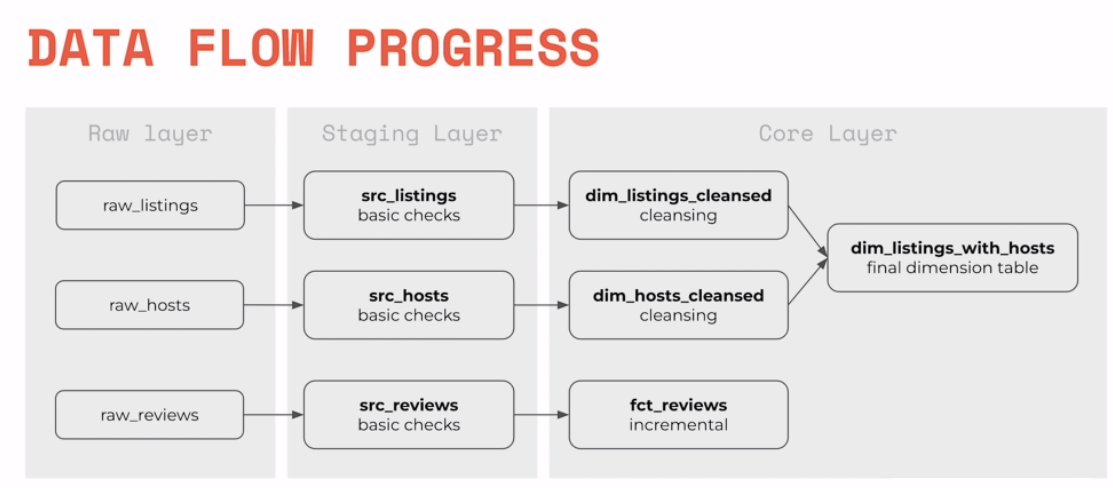 DATA FLOW PROGRESS
Raw layer
Staging Layer
Core Layer
raw_listings
src_listings
basic checks
dim_listings_cleansed
cleansing
dim_listings_with_hosts
final dimension table
raw_hosts
src_hosts
basic checks
dim_hosts_cleansed
cleansing
raw_reviews
src_reviews
basic checks
fct_reviews
incremental